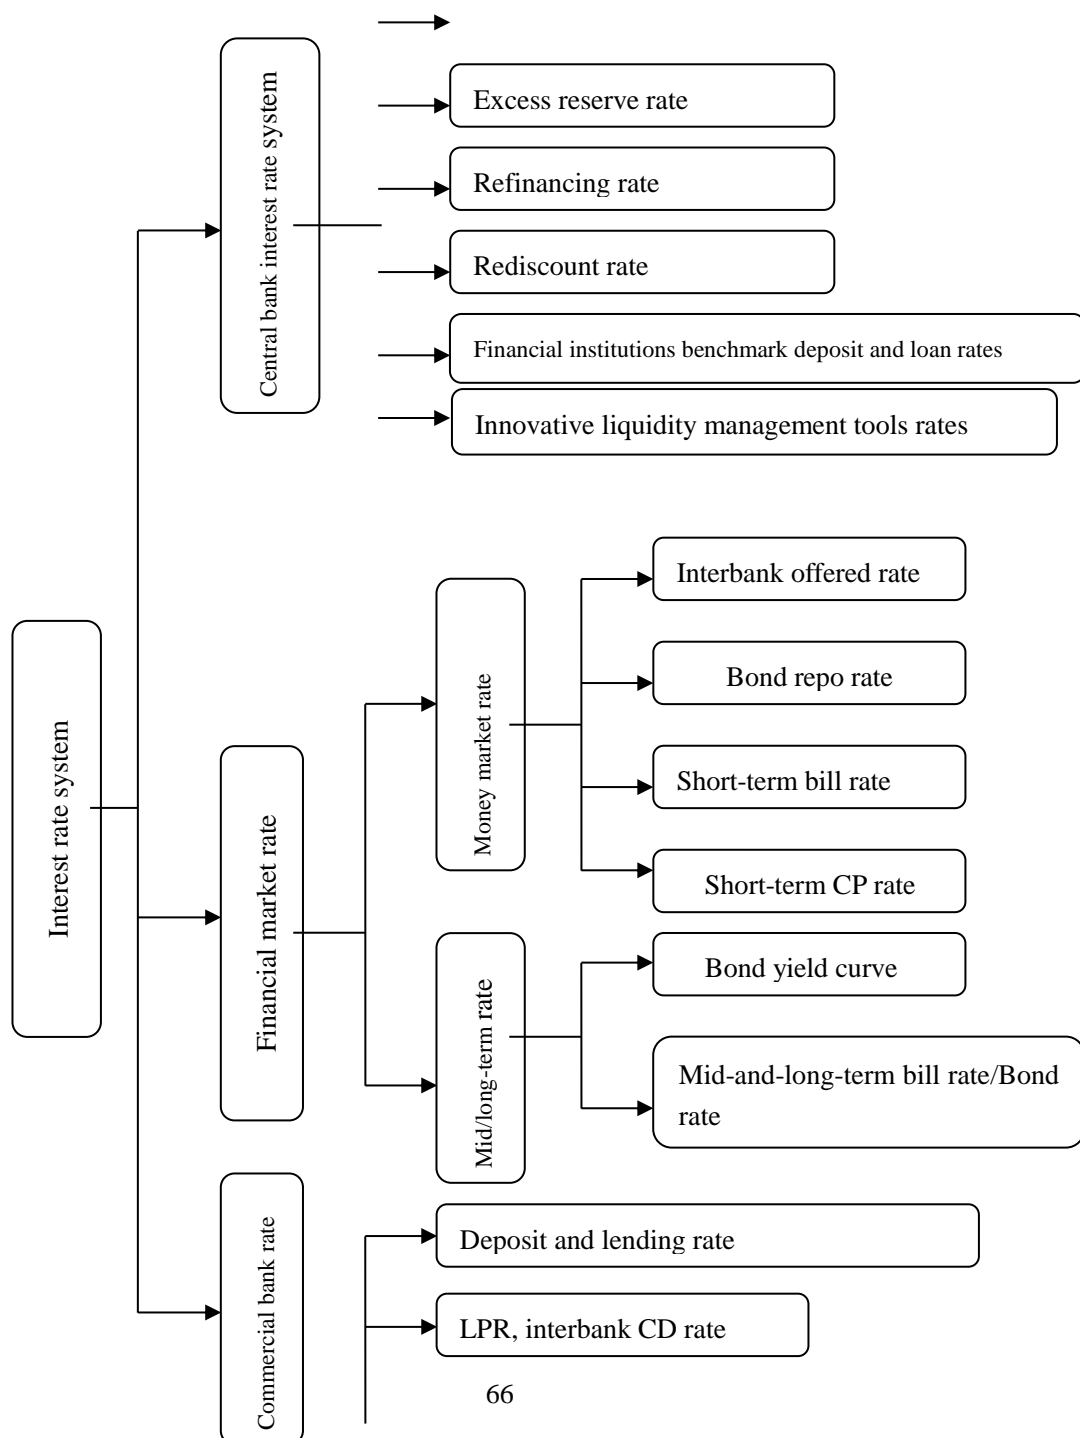 Central bank interest rate system
Excess reserve rate
Refinancing rate
Rediscount rate
Financial institutions benchmark deposit and loan rates
Innovative liquidity management tools rates
Interest rate system
Financial market rate
Money market rate
Interbank offered rate
Bond repo rate
Short-term bill rate
Short-term CP rate
Mid/long-term rate
Bond yield curve
Mid-and-long-term bill rate/Bond
rate
Commercial bank rate
Deposit and lending rate
LPR, interbank CD rate
66